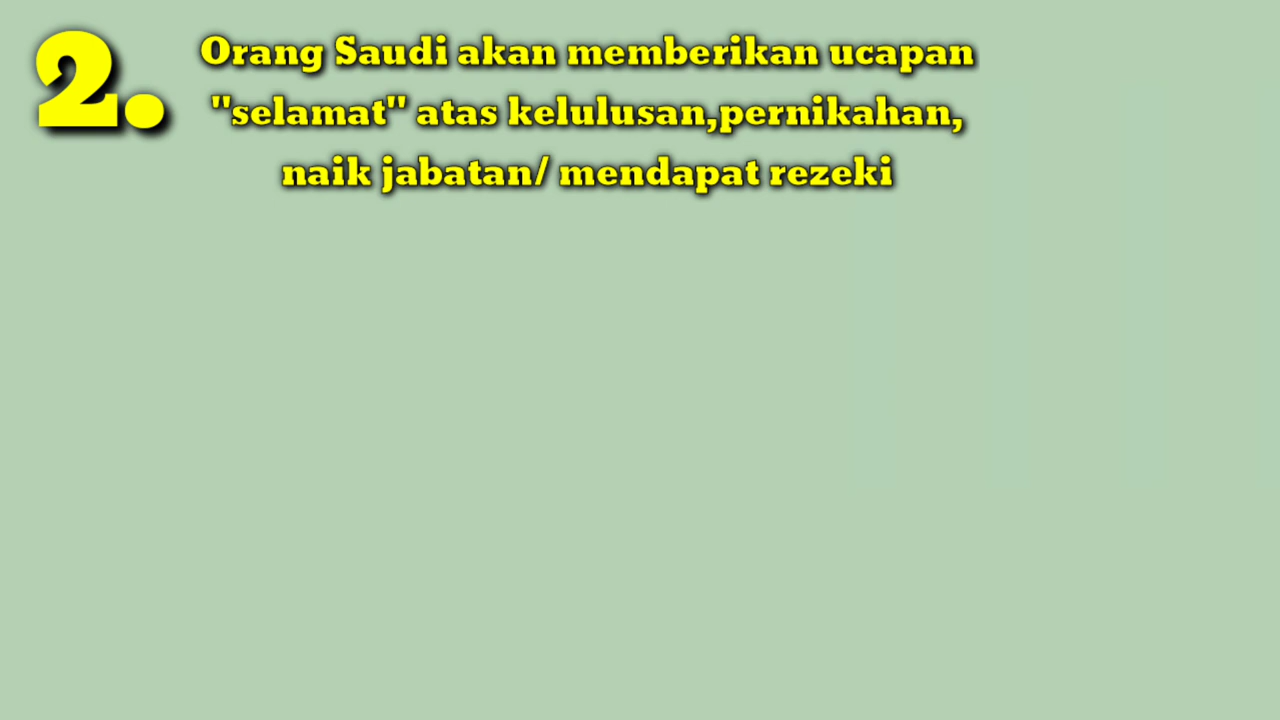 2.
Orang Saudi akan memberikan ucapan
"selamat" atas kelulusan,pernikahan,
naik jabatan/ mendapat rezeki